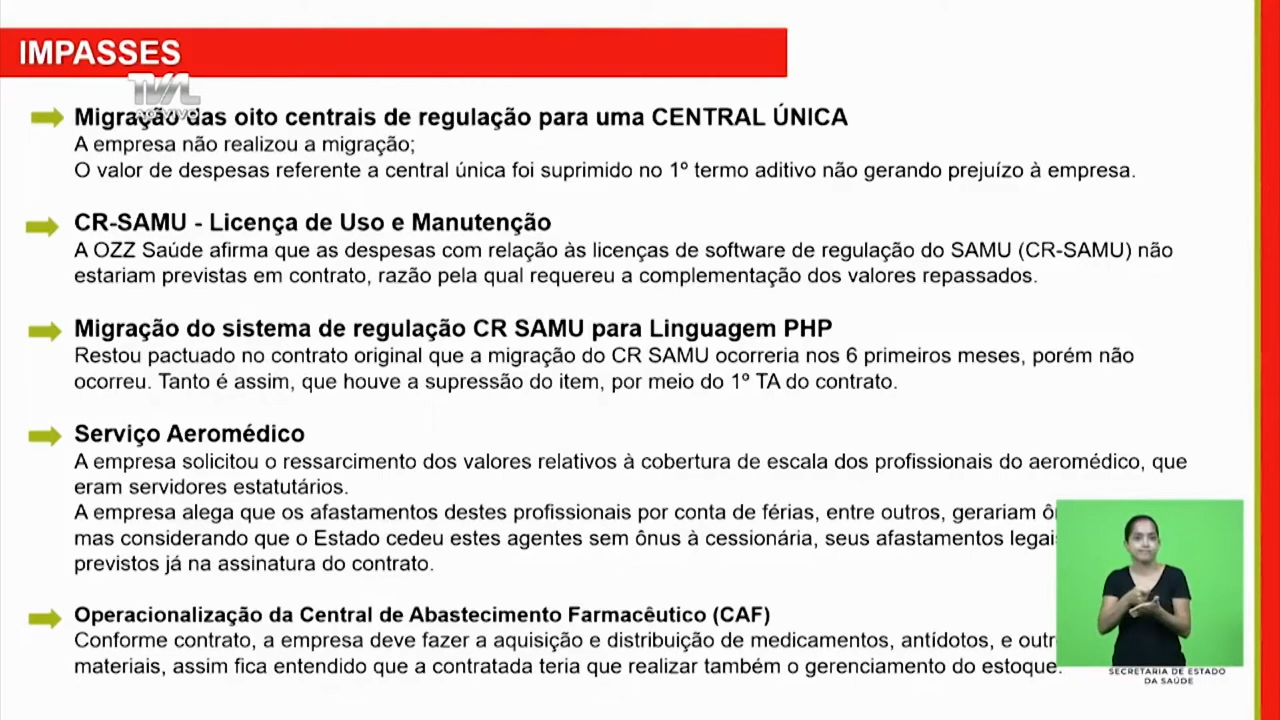 IMPASSES
TVAL
AO VIVO
Migração das oito centrais de regulação para uma CENTRAL ÚNICA
A empresa não realizou a migração;
O valor de despesas referente a central única foi suprimido no 1º termo aditivo não gerando prejuízo à empresa.
CR-SAMU - Licença de Uso e Manutenção
A OZZ Saúde afirma que as despesas com relação às licenças de software de regulação do SAMU (CR-SAMU) não
estariam previstas em contrato, razão pela qual requereu a complementação dos valores repassados.
Migração do sistema de regulação CR SAMU para Linguagem PHP
Restou pactuado no contrato original que a migração do CR SAMU ocorreria nos 6 primeiros meses, porém não
ocorreu. Tanto é assim, que houve a supressão do item, por meio do 1º TA do contrato.
Serviço Aeromédico
A empresa solicitou o ressarcimento dos valores relativos à cobertura de escala dos profissionais do aeromédico, que
eram servidores estatutários.
A empresa alega que os afastamentos destes profissionais por conta de férias, entre outros, gerariam
mas considerando que o Estado cedeu estes agentes sem ônus à cessionária, seus afastamentos legais
previstos já na assinatura do contrato.
Operacionalização da Central de Abastecimento Farmacêutico (CAF)
Conforme contrato, a empresa deve fazer a aquisição e distribuição de medicamentos, antídotos, e
materiais, assim fica entendido que a contratada teria que realizar também o gerenciamento do estoque.
SECRETARIA DE ESTADO
DA SAÚDE